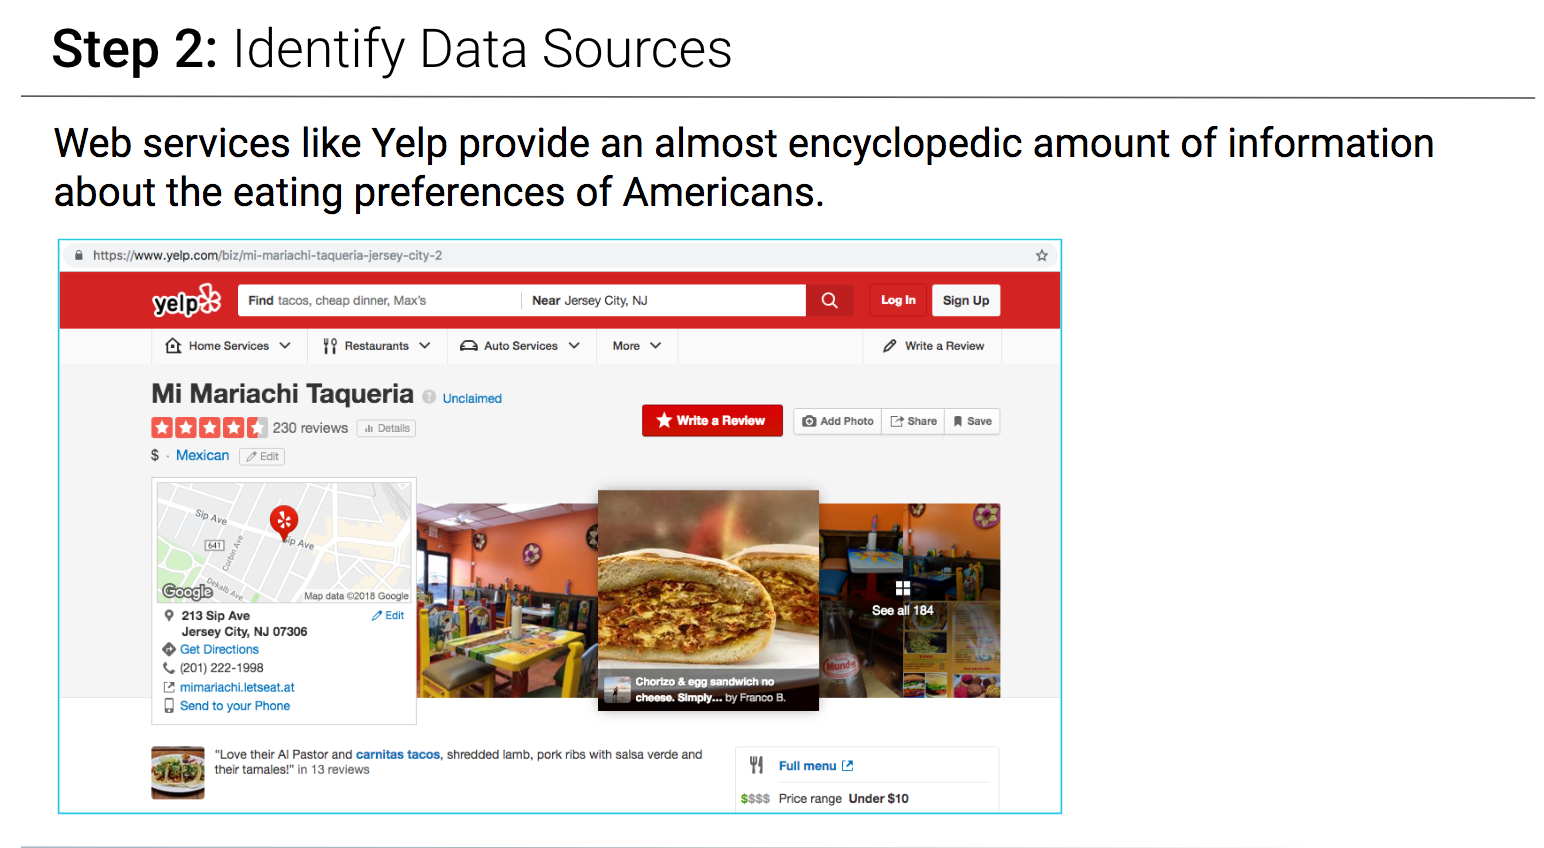 Step 2: Identify Data Sources
Web services like Yelp provide an almost encyclopedic amount of information
about the eating preferences of Americans.
https://www.yelp.com/biz/mi-mariachi-taqueria-jersey-city-2
yelp
Find tacos, cheap dinner, Max's
Near Jersey City, NJ
Log In
Sign Up
Home Services
Restaurants
Auto Services
More
Write a Review
Mi Mariachi Taqueria
? Unclaimed
230 reviews
Details
Write a Review
Add Photo
Share
Save
$ · Mexican
Edit
Sip Ave
Sip Ave
641
Corbin Ave
Dekalb Ave
Google
Map data ©2018 Google
213 Sip Ave
Edit
Jersey City, NJ 07306
Get Directions
(201) 222-1998
mimariachi.letseat.at
Send to your Phone
Chorizo & egg sandwich no
cheese. Simply... by Franco B.
See all 184
Mundet
"Love their Al Pastor and carnitas tacos, shredded lamb, pork ribs with salsa verde and
their tamales!" in 13 reviews
Full menu
$$$$ Price range Under $10